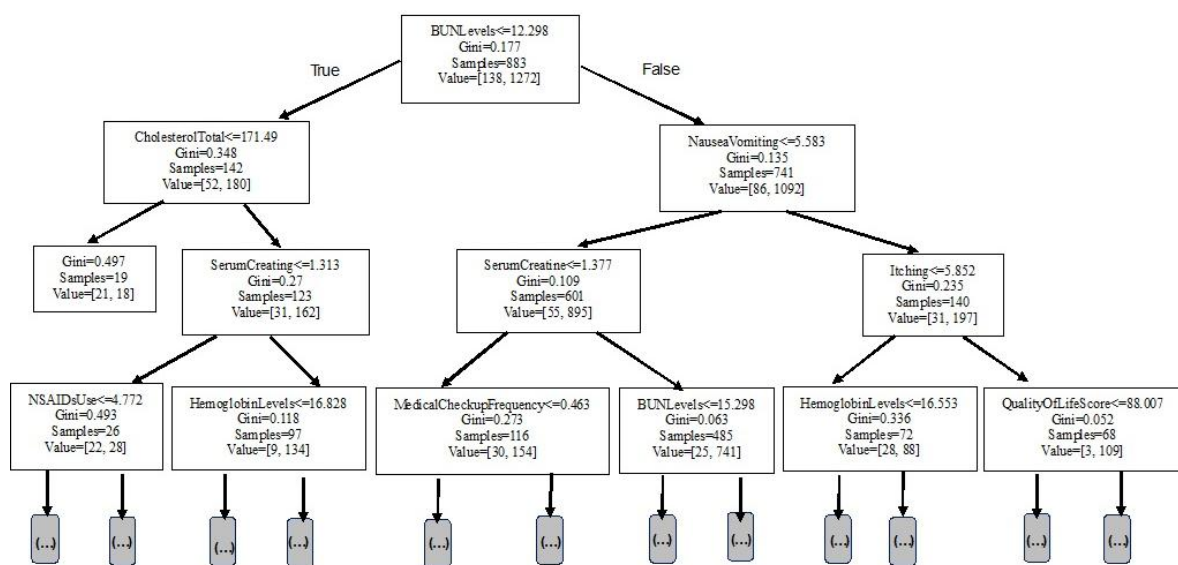 BUNLevels<=12.298
Gini=0.177
Samples=883
Value=[138, 1272]
True
False
CholesterolTotal<=171.49
Gini=0.348
Samples=142
Value=[52, 180]
NauseaVomiting<=5.583
Gini=0.135
Samples=741
Value=[86, 1092]
Gini=0.497
Samples=19
Value=[21, 18]
SerumCreating<=1.313
Gini=0.27
Samples=123
Value=[31, 162]
SerumCreatine<=1.377
Gini=0.109
Samples=601
Value=[55, 895]
Itching<=5.852
Gini=0.235
Samples=140
Value=[31, 197]
NSAIDsUse<=4.772
Gini=0.493
Samples=26
Value=[22, 28]
HemoglobinLevels<=16.828
Gini=0.118
Samples=97
Value=[9, 134]
MedicalCheckupFrequency<=0.463
Gini=0.273
Samples=116
Value=[30, 154]
BUNLevels<=15.298
Gini=0.063
Samples=485
Value=[25, 741]
HemoglobinLevels<=16.553
Gini=0.336
Samples=72
Value=[28, 88]
QualityOfLifeScore<=88.007
Gini=0.052
Samples=68
Value=[3, 109]
(...)
(...)
(...)
(...)
(...)
(...)
(...)
(...)
(...)
(...)
(...)
(...)